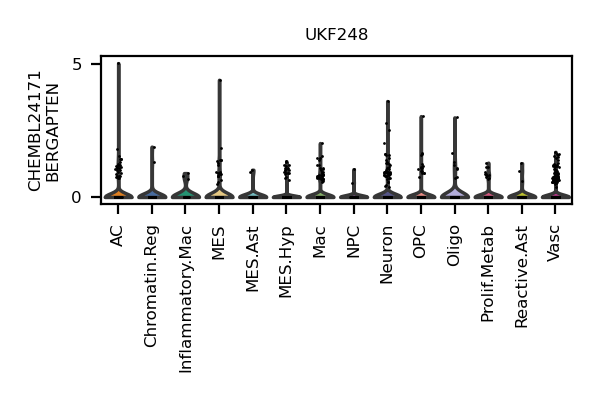 UKF248
CHEMBL24171
BERGAPTEN
5
0
AC
Chromatin.Reg
Inflammatory.Mac
MES
MES.Ast
MES.Hyp
Mac
NPC
Neuron
OPC
Oligo
Prolif.Metab
Reactive.Ast
Vasc